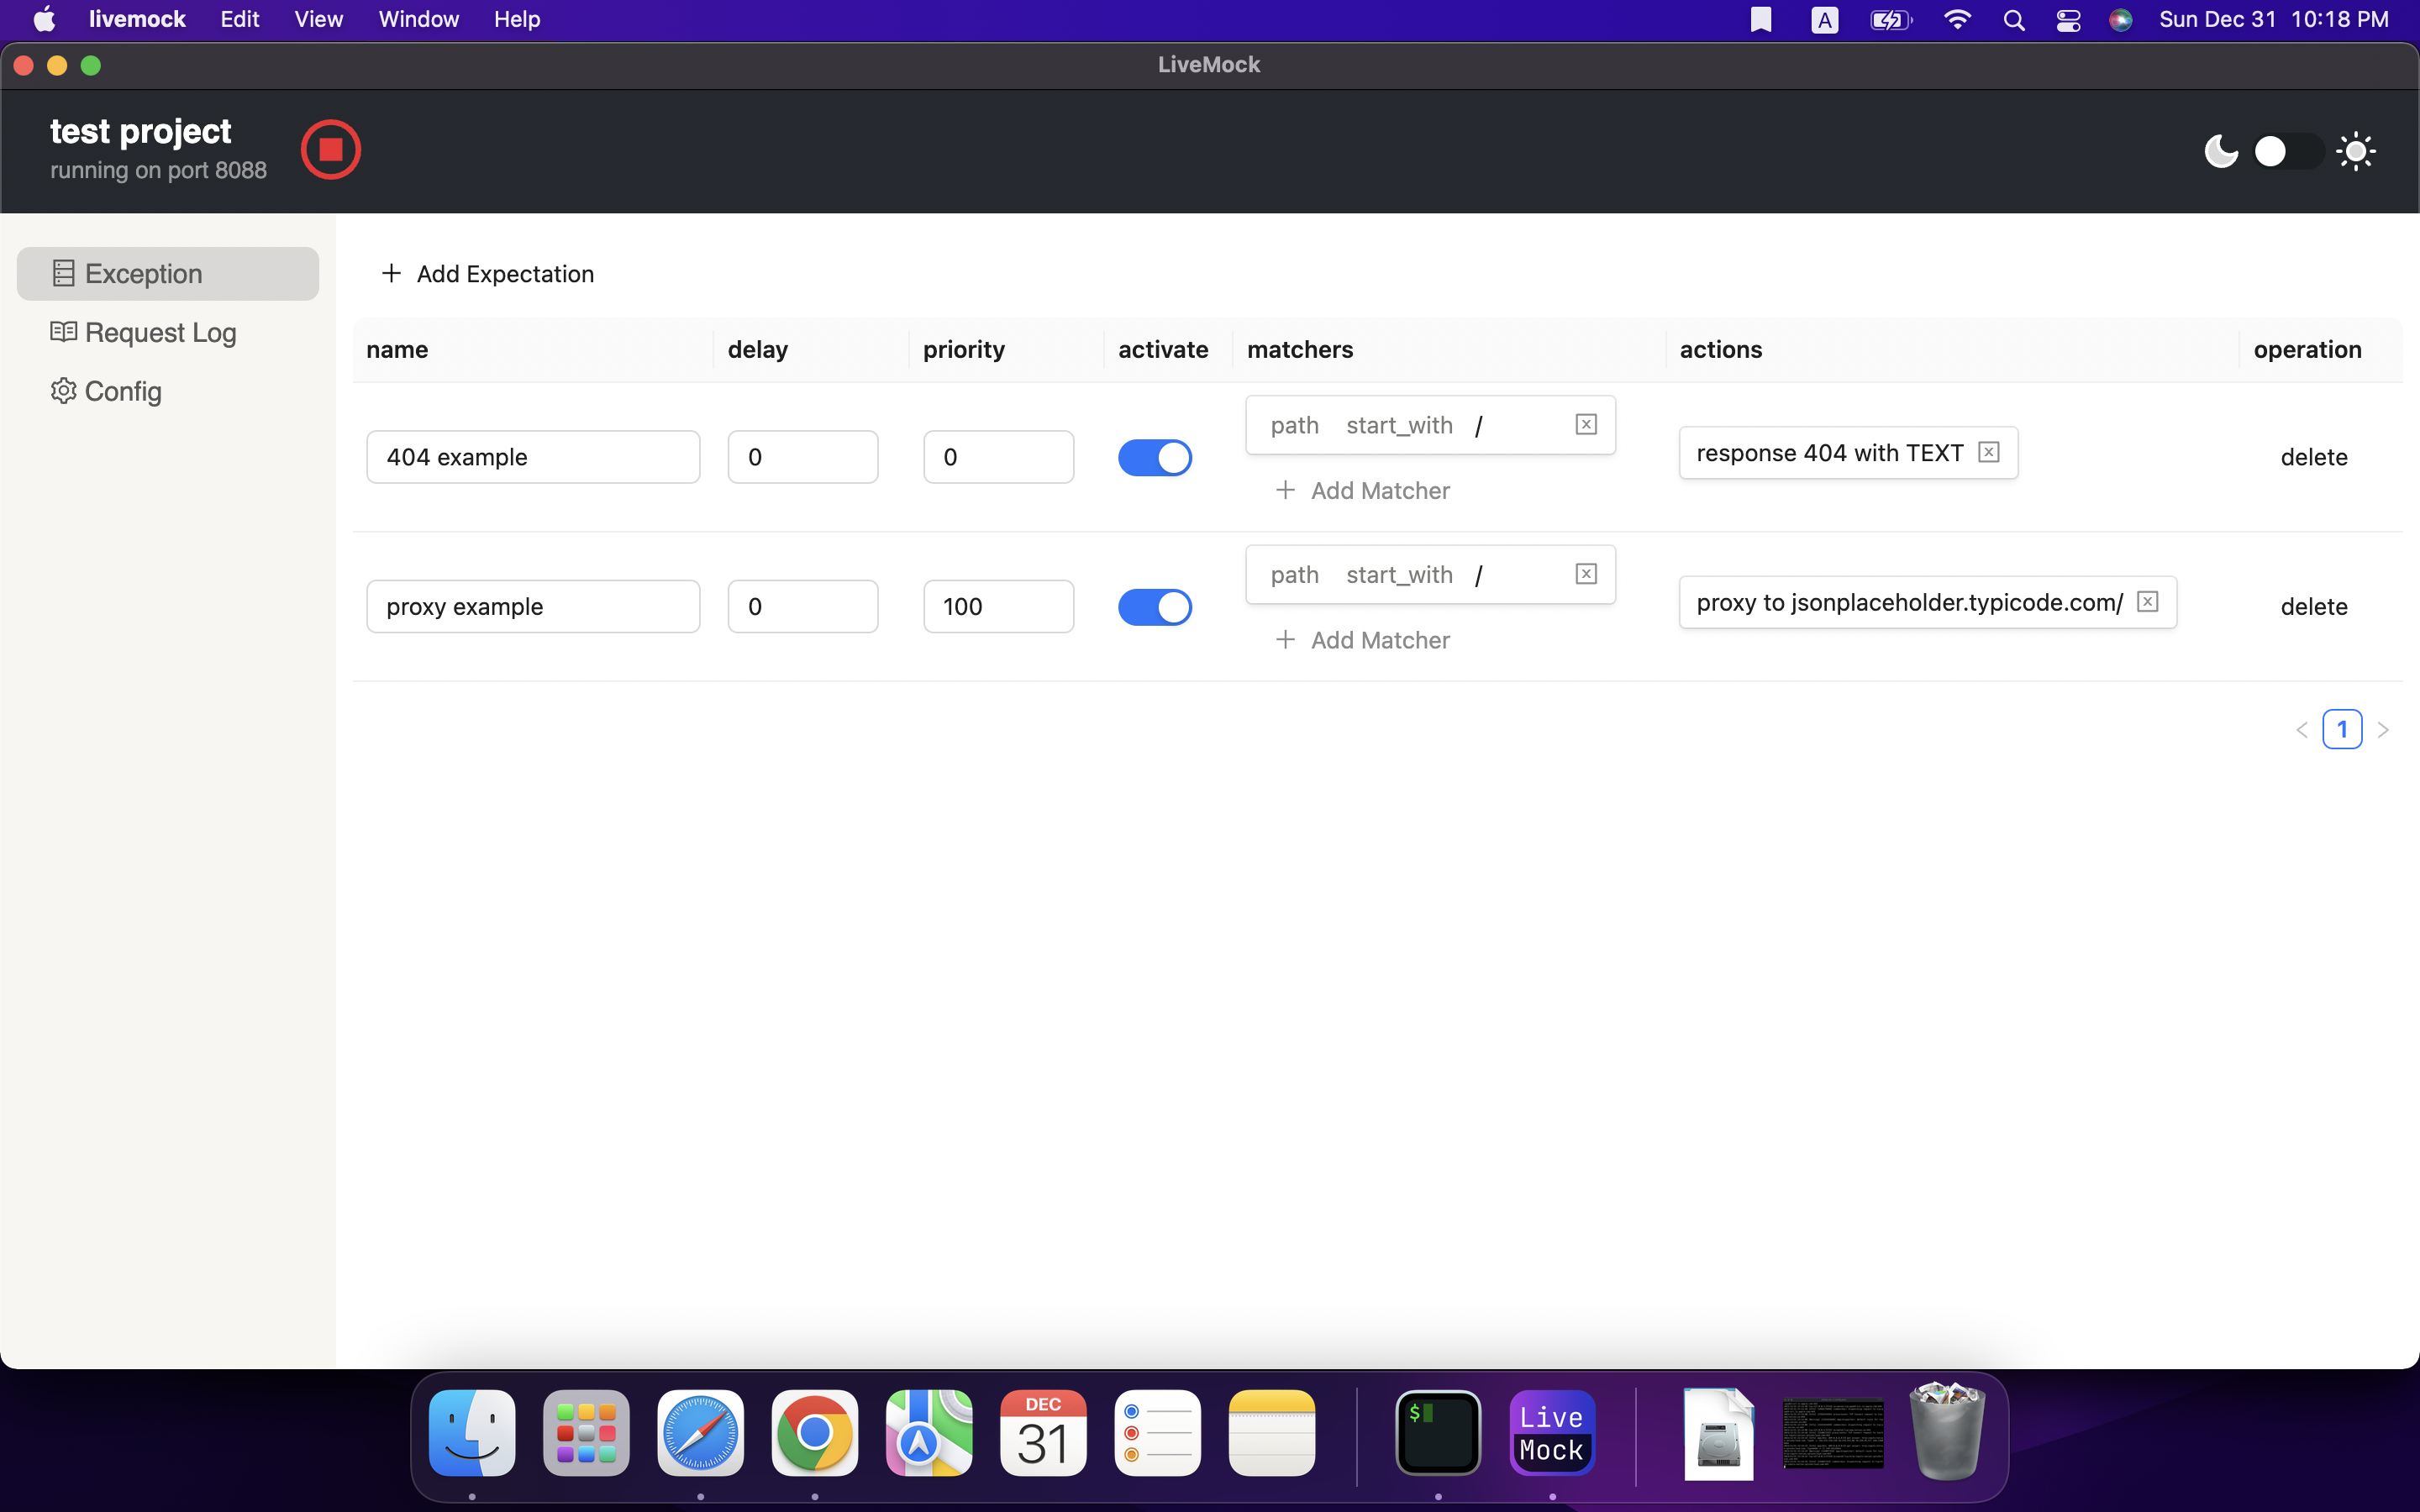 livemock Edit View Window Help A Sun Dec 31 10:18 PM
LiveMock
test project
running on port 8088
Exception
Request Log
Config
+ Add Expectation
name delay priority activate matchers actions operation
404 example 0 0 path start_with / response 404 with TEXT delete
+ Add Matcher
proxy example 0 100 path start_with / proxy to jsonplaceholder.typicode.com/ delete
+ Add Matcher
< 1 >
DEC
31
$
Live
Mock